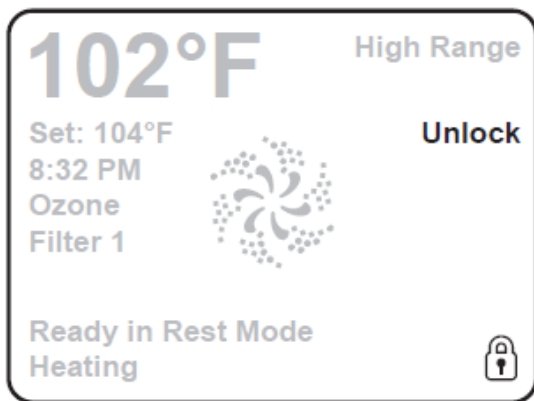 102°F
High Range
Set: 104°F
Unlock
8:32 PM
Ozone
Filter 1
Ready in Rest Mode
Heating